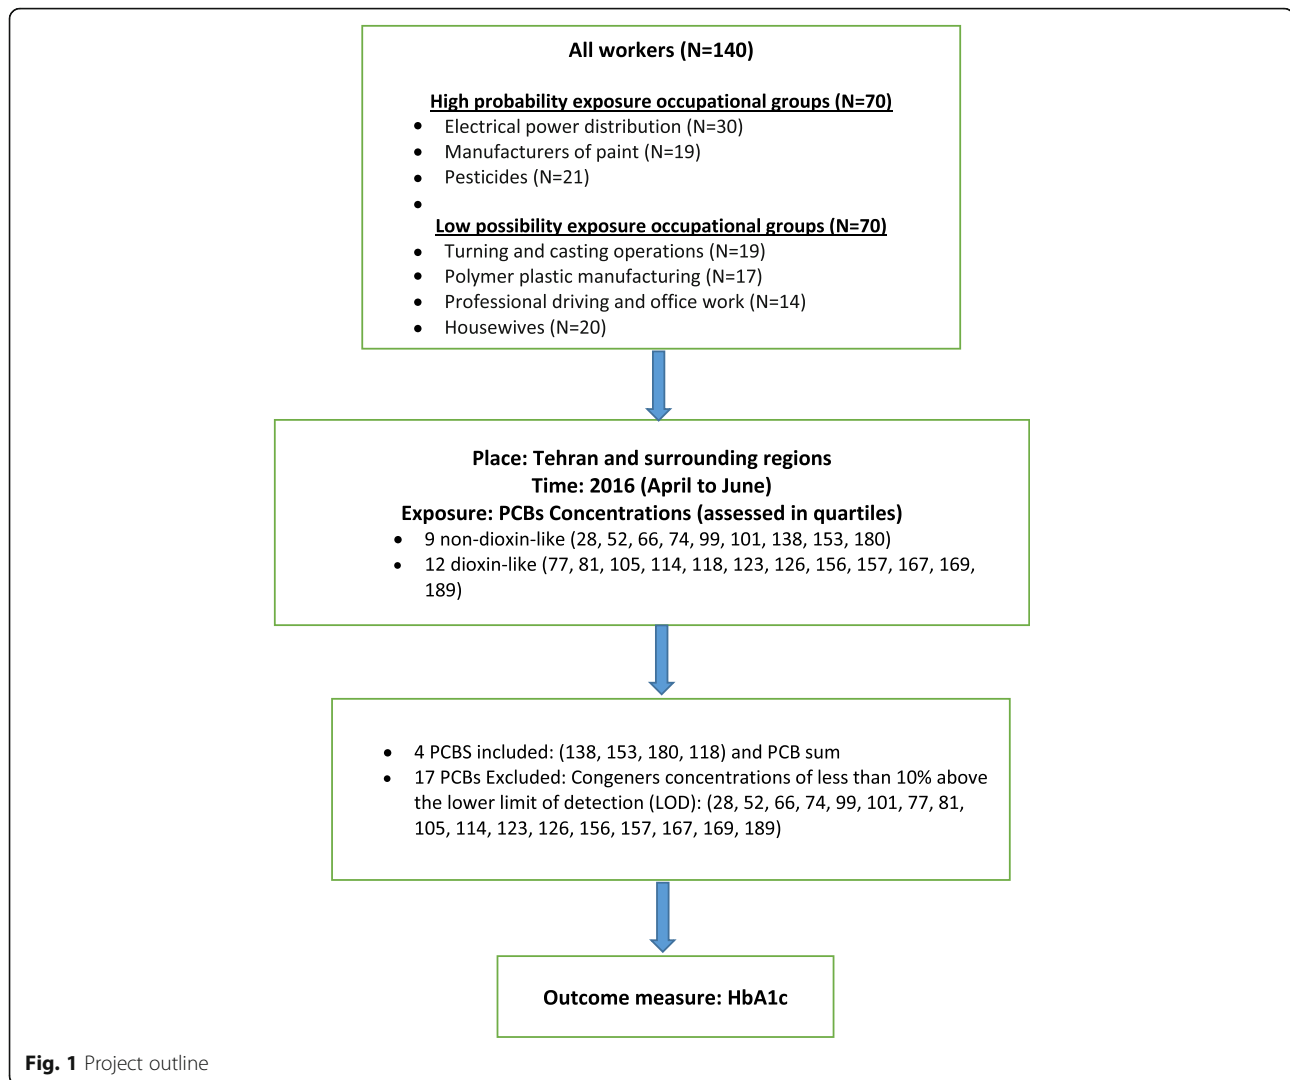 All workers (N=140)
High probability exposure occupational groups (N=70)
• Electrical power distribution (N=30)
• Manufacturers of paint (N=19)
• Pesticides (N=21)
•
Low possibility exposure occupational groups (N=70)
• Turning and casting operations (N=19)
• Polymer plastic manufacturing (N=17)
• Professional driving and office work (N=14)
• Housewives (N=20)
Place: Tehran and surrounding regions
Time: 2016 (April to June)
Exposure: PCBs Concentrations (assessed in quartiles)
• 9 non-dioxin-like (28, 52, 66, 74, 99, 101, 138, 153, 180)
• 12 dioxin-like (77, 81, 105, 114, 118, 123, 126, 156, 157, 167, 169,
189)
• 4 PCBS included: (138, 153, 180, 118) and PCB sum
• 17 PCBs Excluded: Congeners concentrations of less than 10% above
the lower limit of detection (LOD): (28, 52, 66, 74, 99, 101, 77, 81,
105, 114, 123, 126, 156, 157, 167, 169, 189)
Outcome measure: HbA1c
Fig. 1 Project outline